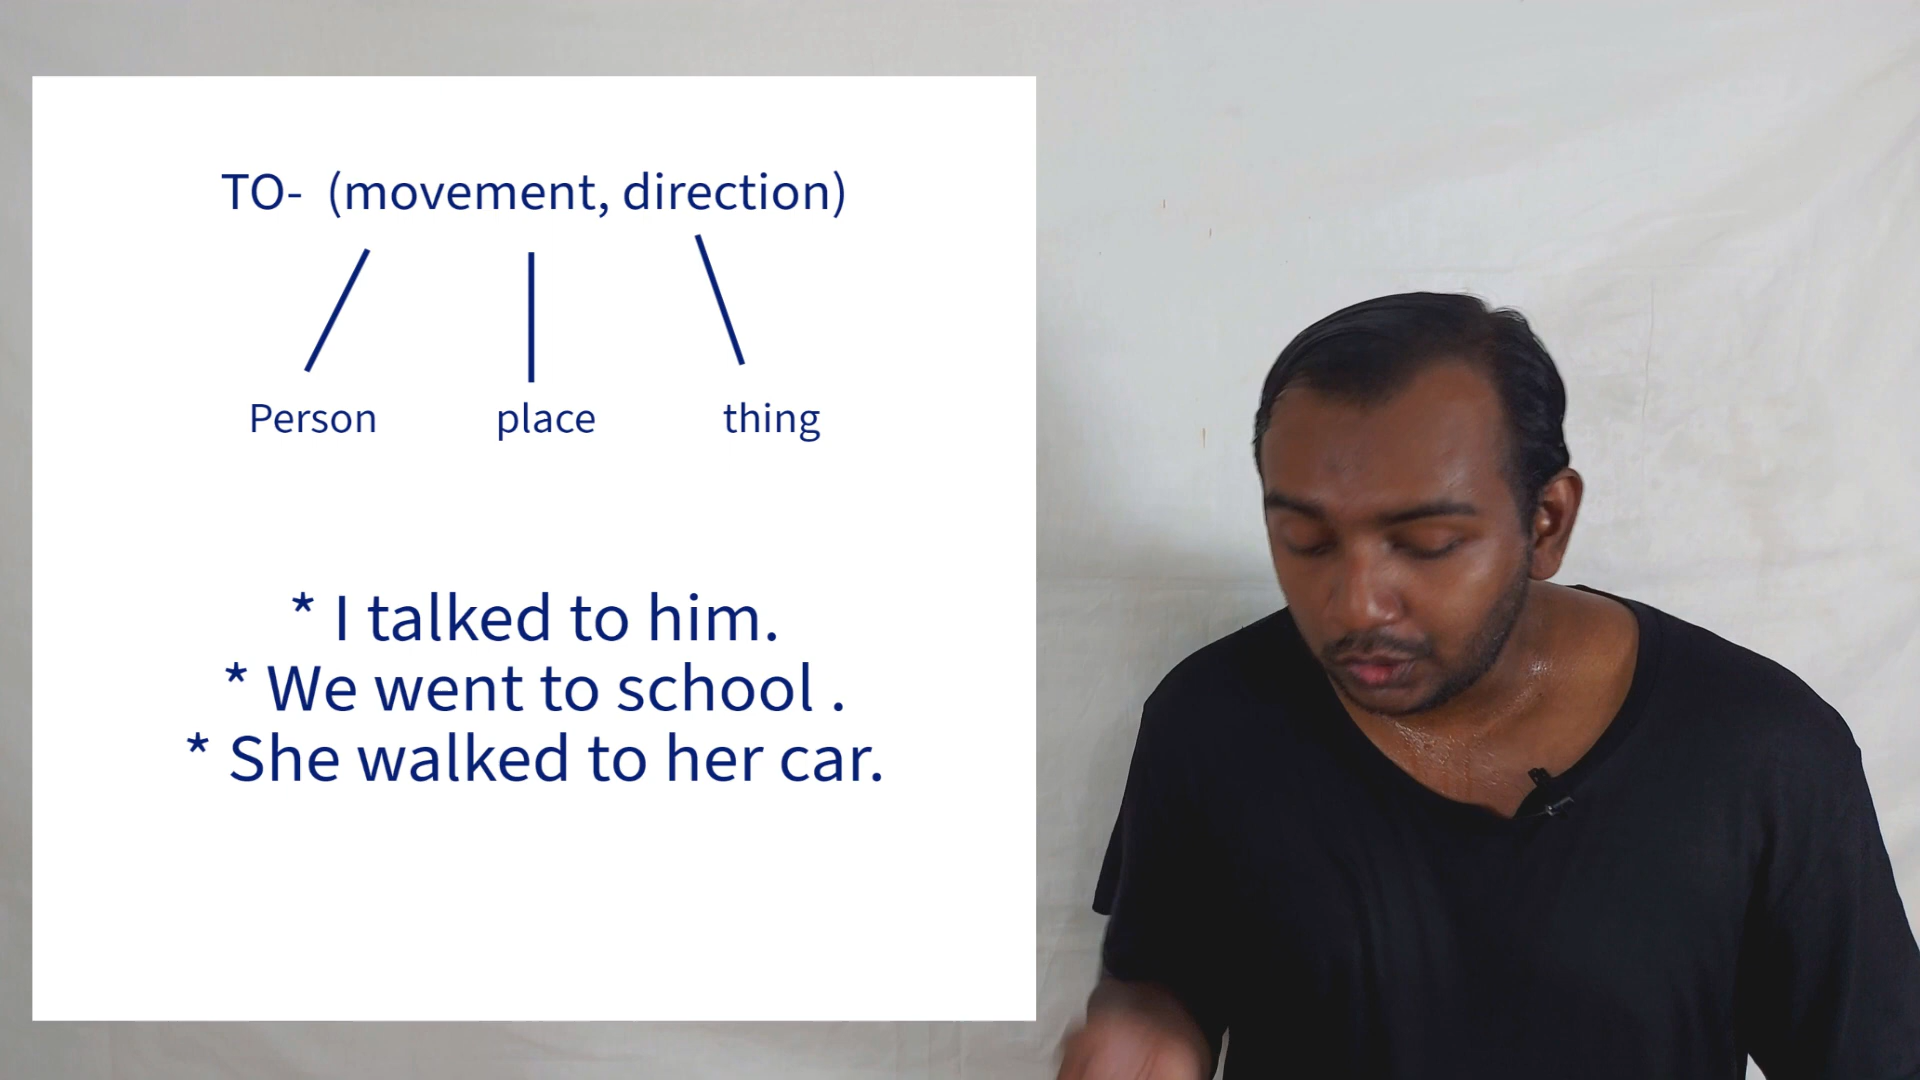 TO- (movement, direction)
Person place thing
* I talked to him.
* We went to school .
* She walked to her car.